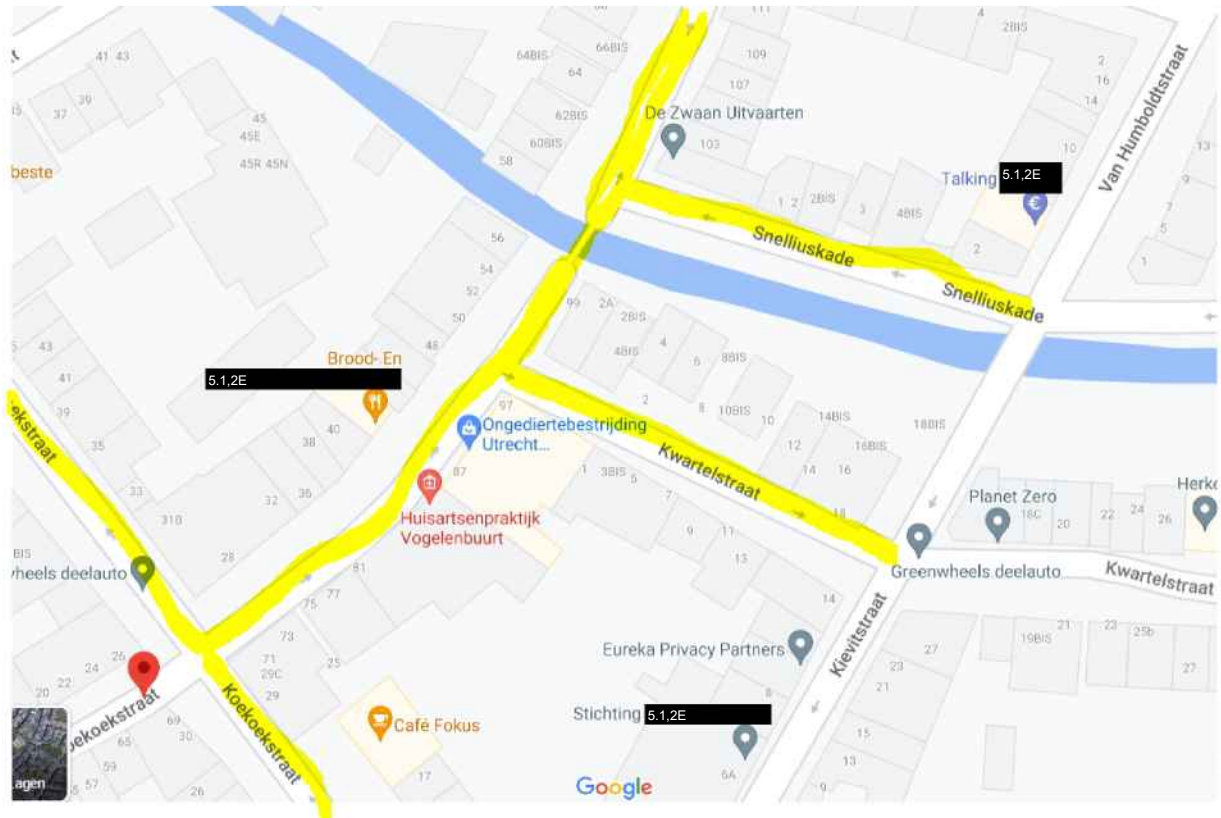 111
4
2BIS
66BIS
64BIS
109
41 43
64
2
107
16
37
39
De Zwaan Uitvaarten
14
Van Humboldtstraat
45
62BIS
45E
60BIS
103
10
13
45R 45N
58
beste
Talking 5.1,2E
9
1 2
2BIS
3
4BIS
7
5
56
Snelliuskade
2
54
1
52
Snelliuskade
99
2A
50
2BIS
43
4
48
4BIS
8BIS
Brood- En
6
41
5.1,2E
39
2
40
97
8
10BIS
10
14BIS
18BIS
38
Ongediertebestrijding
Utrecht...
12
16BIS
35
87
1
3BIS
5
Kwartelstraat
14
16
33
36
Herk
32
7
Planet Zero
31B
Huisartsenpraktijk
Vogelenbuurt
18
18C
20
22
24
26
9
11
28
13
BIS
wheels deelauto
81
Greenwheels deelauto
Kwartelstraat
77
75
14
21
23
25b
73
19BIS
27
26
71
25
Eureka Privacy Partners
Kievitstraat
24
29C
23
27
22
29
8
21
20
Koekoekstraat
Stichting 5.1,2E
oekoekstraat
69
Café Fokus
30
15
65
59
17
6A
13
agen
57
26
Google
9